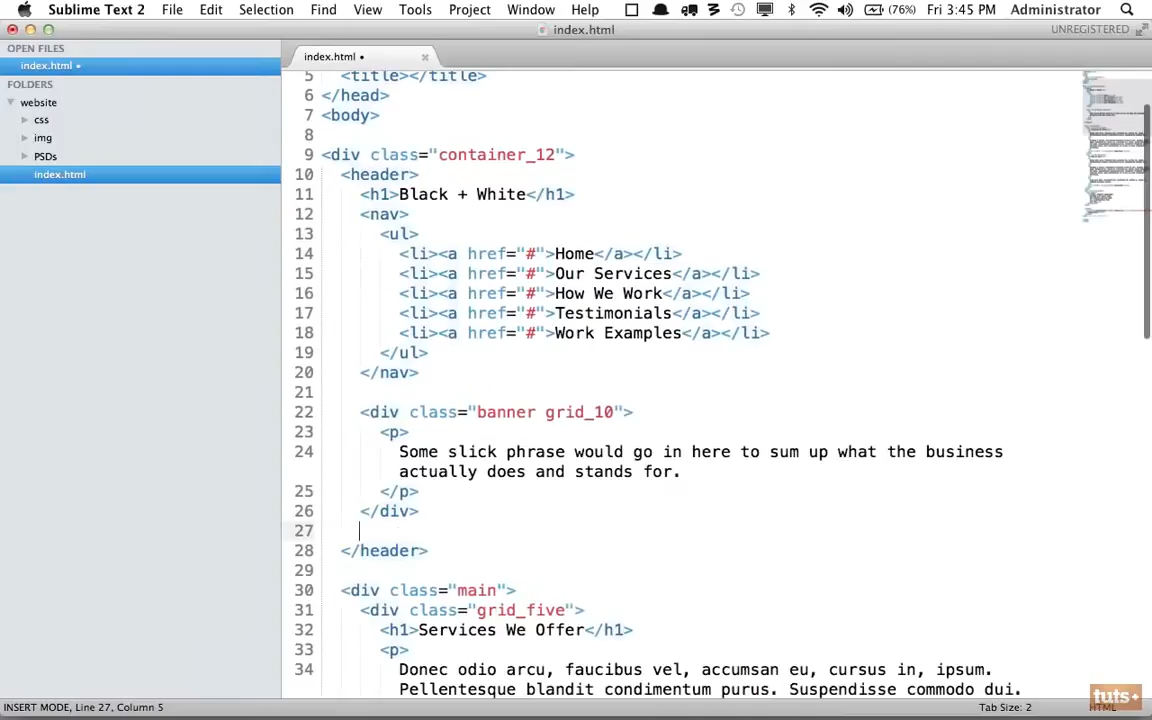 Sublime Text 2 File Edit Selection Find View Tools Project Window Help (76%) Fri 3:45 PM Administrator
index.html
UNREGISTERED
OPEN FILES
index.html •
FOLDERS
website
css
img
PSDs
index.html
index.html •
5 <title></title>
6 </head>
7 <body>
8
9 <div class="container_12">
10 <header>
11 <h1>Black + White</h1>
12 <nav>
13 <ul>
14 <li><a href="#">Home</a></li>
15 <li><a href="#">Our Services</a></li>
16 <li><a href="#">How We Work</a></li>
17 <li><a href="#">Testimonials</a></li>
18 <li><a href="#">Work Examples</a></li>
19 </ul>
20 </nav>
21
22 <div class="banner grid_10">
23 <p>
24 Some slick phrase would go in here to sum up what the business
actually does and stands for.
25 </p>
26 </div>
27
28 </header>
29
30 <div class="main">
31 <div class="grid_five">
32 <h1>Services We Offer</h1>
33 <p>
34 Donec odio arcu, faucibus vel, accumsan eu, cursus in, ipsum.
Pellentesque blandit condimentum purus. Suspendisse commodo dui.
INSERT MODE, Line 27, Column 5
Tab Size: 2
HTML
tuts+